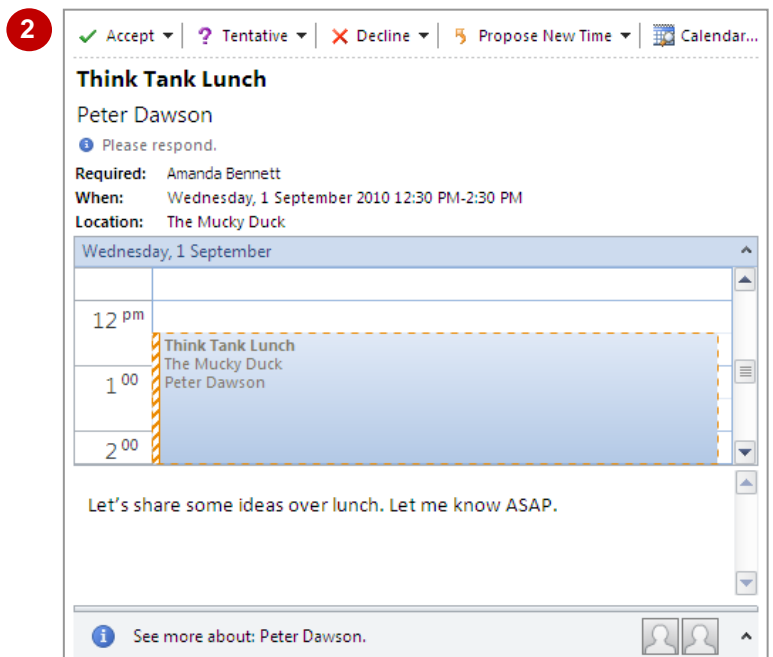 2
Accept Tentative Decline Propose New Time Calendar...
Think Tank Lunch
Peter Dawson
Please respond.
Required: Amanda Bennett
When: Wednesday, 1 September 2010 12:30 PM-2:30 PM
Location: The Mucky Duck
Wednesday, 1 September
12 pm
Think Tank Lunch
The Mucky Duck
1 00 Peter Dawson
2 00
Let's share some ideas over lunch. Let me know ASAP.
See more about: Peter Dawson.